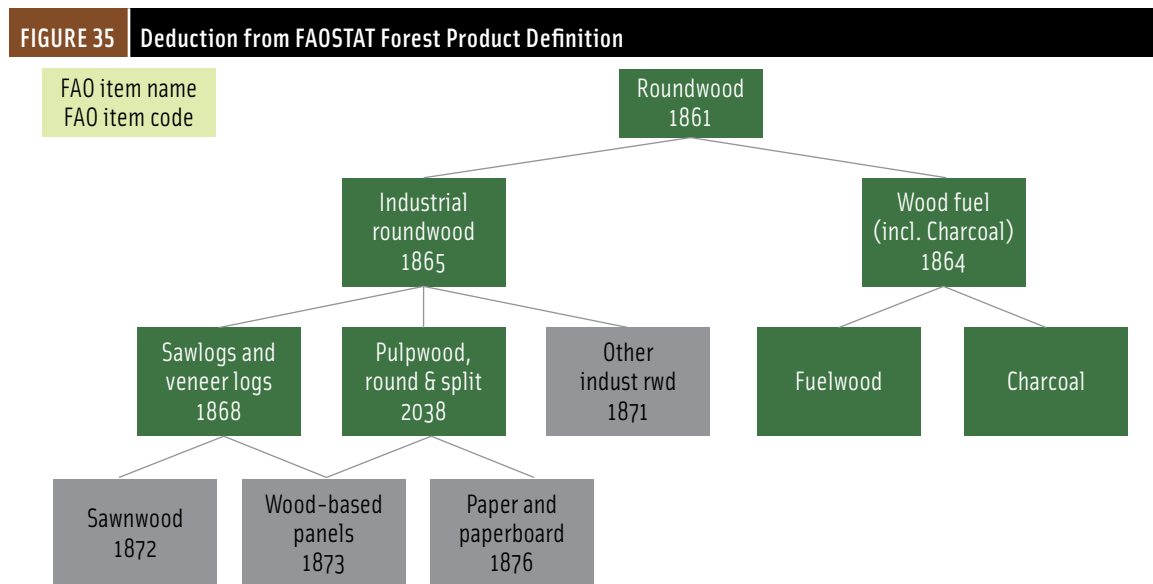 FIGURE 35 Deduction from FAOSTAT Forest Product Definition
FAO item name
FAO item code
Roundwood
1861
Industrial
roundwood
1865
Wood fuel
(incl. Charcoal)
1864
Sawlogs and
veneer logs
1868
Pulpwood,
round & split
2038
Other
indust rwd
1871
Fuelwood
Charcoal
Sawnwood
1872
Wood-based
panels
1873
Paper and
paperboard
1876